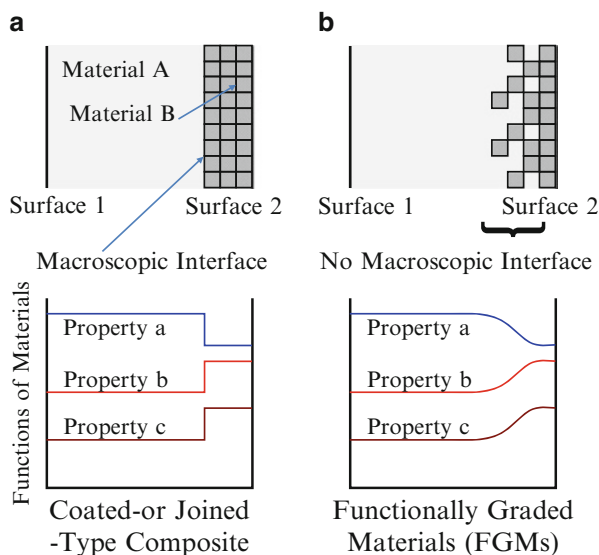 a
Material A
Material B
Surface 1
Surface 2
Macroscopic Interface
Functions of Materials
Property a
Property b
Property c
Coated-or Joined
-Type Composite
b
Surface 1
Surface 2
No Macroscopic Interface
Property a
Property b
Property c
Functionally Graded
Materials (FGMs)